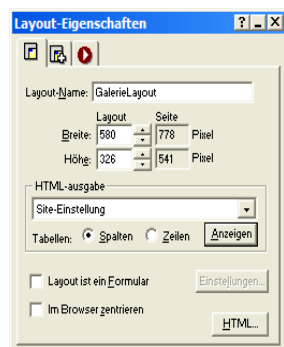 Layout-Eigenschaften
Layout-Name: GalerieLayout
Layout Seite
Breite: 580 778 Pixel
Höhe: 326 541 Pixel
HTML-ausgabe
Site-Einstellung
Tabellen: Spalten Zeilen Anzeigen
Layout ist ein Formular Einstellungen...
Im Browser zentrieren
HTML...